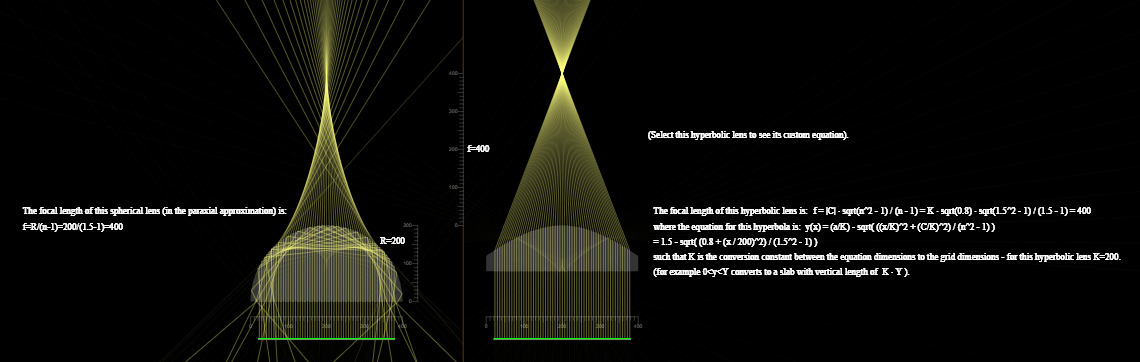 (Select this hyperbolic lens to see its custom equation).
f=400
The focal length of this spherical lens (in the paraxial approximation) is:
f=R/(n-1)=200/(1.5-1)=400
R=200
The focal length of this hyperbolic lens is:  f = |C| · sqrt(n^2 - 1) / (n - 1) = K · sqrt(0.8) · sqrt(1.5^2 - 1) / (1.5 - 1) = 400
where the equation for this hyperbola is:  y(x) = (a/K) - sqrt( ((x/K)^2 + (C/K)^2) / (n^2 - 1) )
= 1.5 - sqrt( (0.8 + (x / 200)^2) / (1.5^2 - 1) )
such that K is the conversion constant between the equation dimensions to the grid dimensions - for this hyperbolic lens K=200.
(for example 0<y<Y converts to a slab with vertical length of  K · Y ).